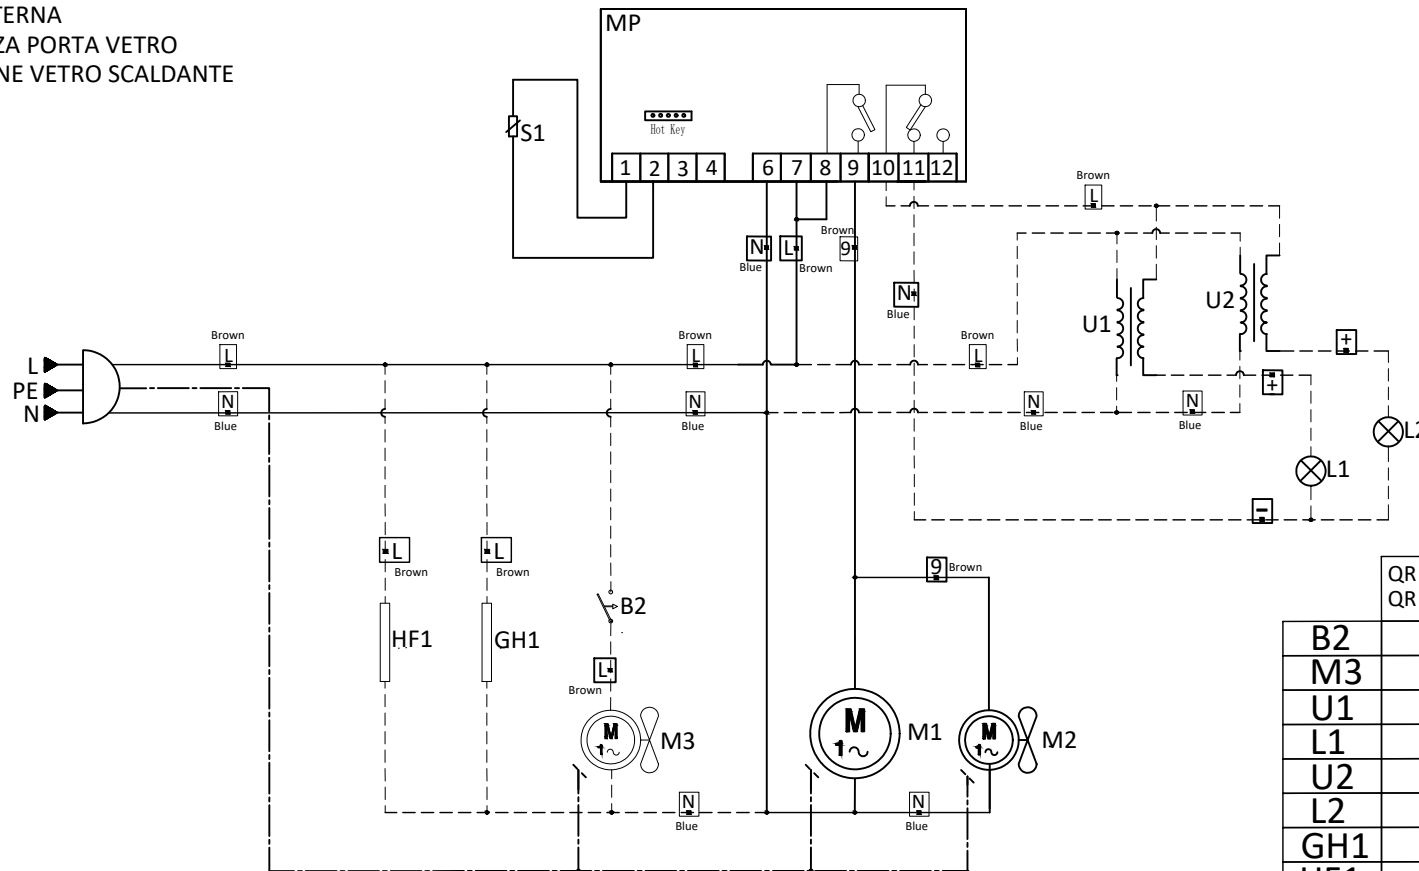 TERNA
ZA PORTA VETRO
NE VETRO SCALDANTE
MP
Hot Key
S1
1 2 3 4 6 7 8 9 10 11 12
Brown
L
Brown
N L 9
Blue Brown
N
Blue
U1
U2
Brown
L
Brown
L
Brown
L
L
PE
N
N
Blue
N
Blue
N
Blue
N
Blue
+
+
L2
L1
−
L
Brown
L
Brown
9 Brown
HF1
GH1
B2
L
Brown
M
1~
M3
M
1~
M1
M
1~
M2
N
Blue
N
Blue
QR
QR
B2
M3
U1
L1
U2
L2
GH1